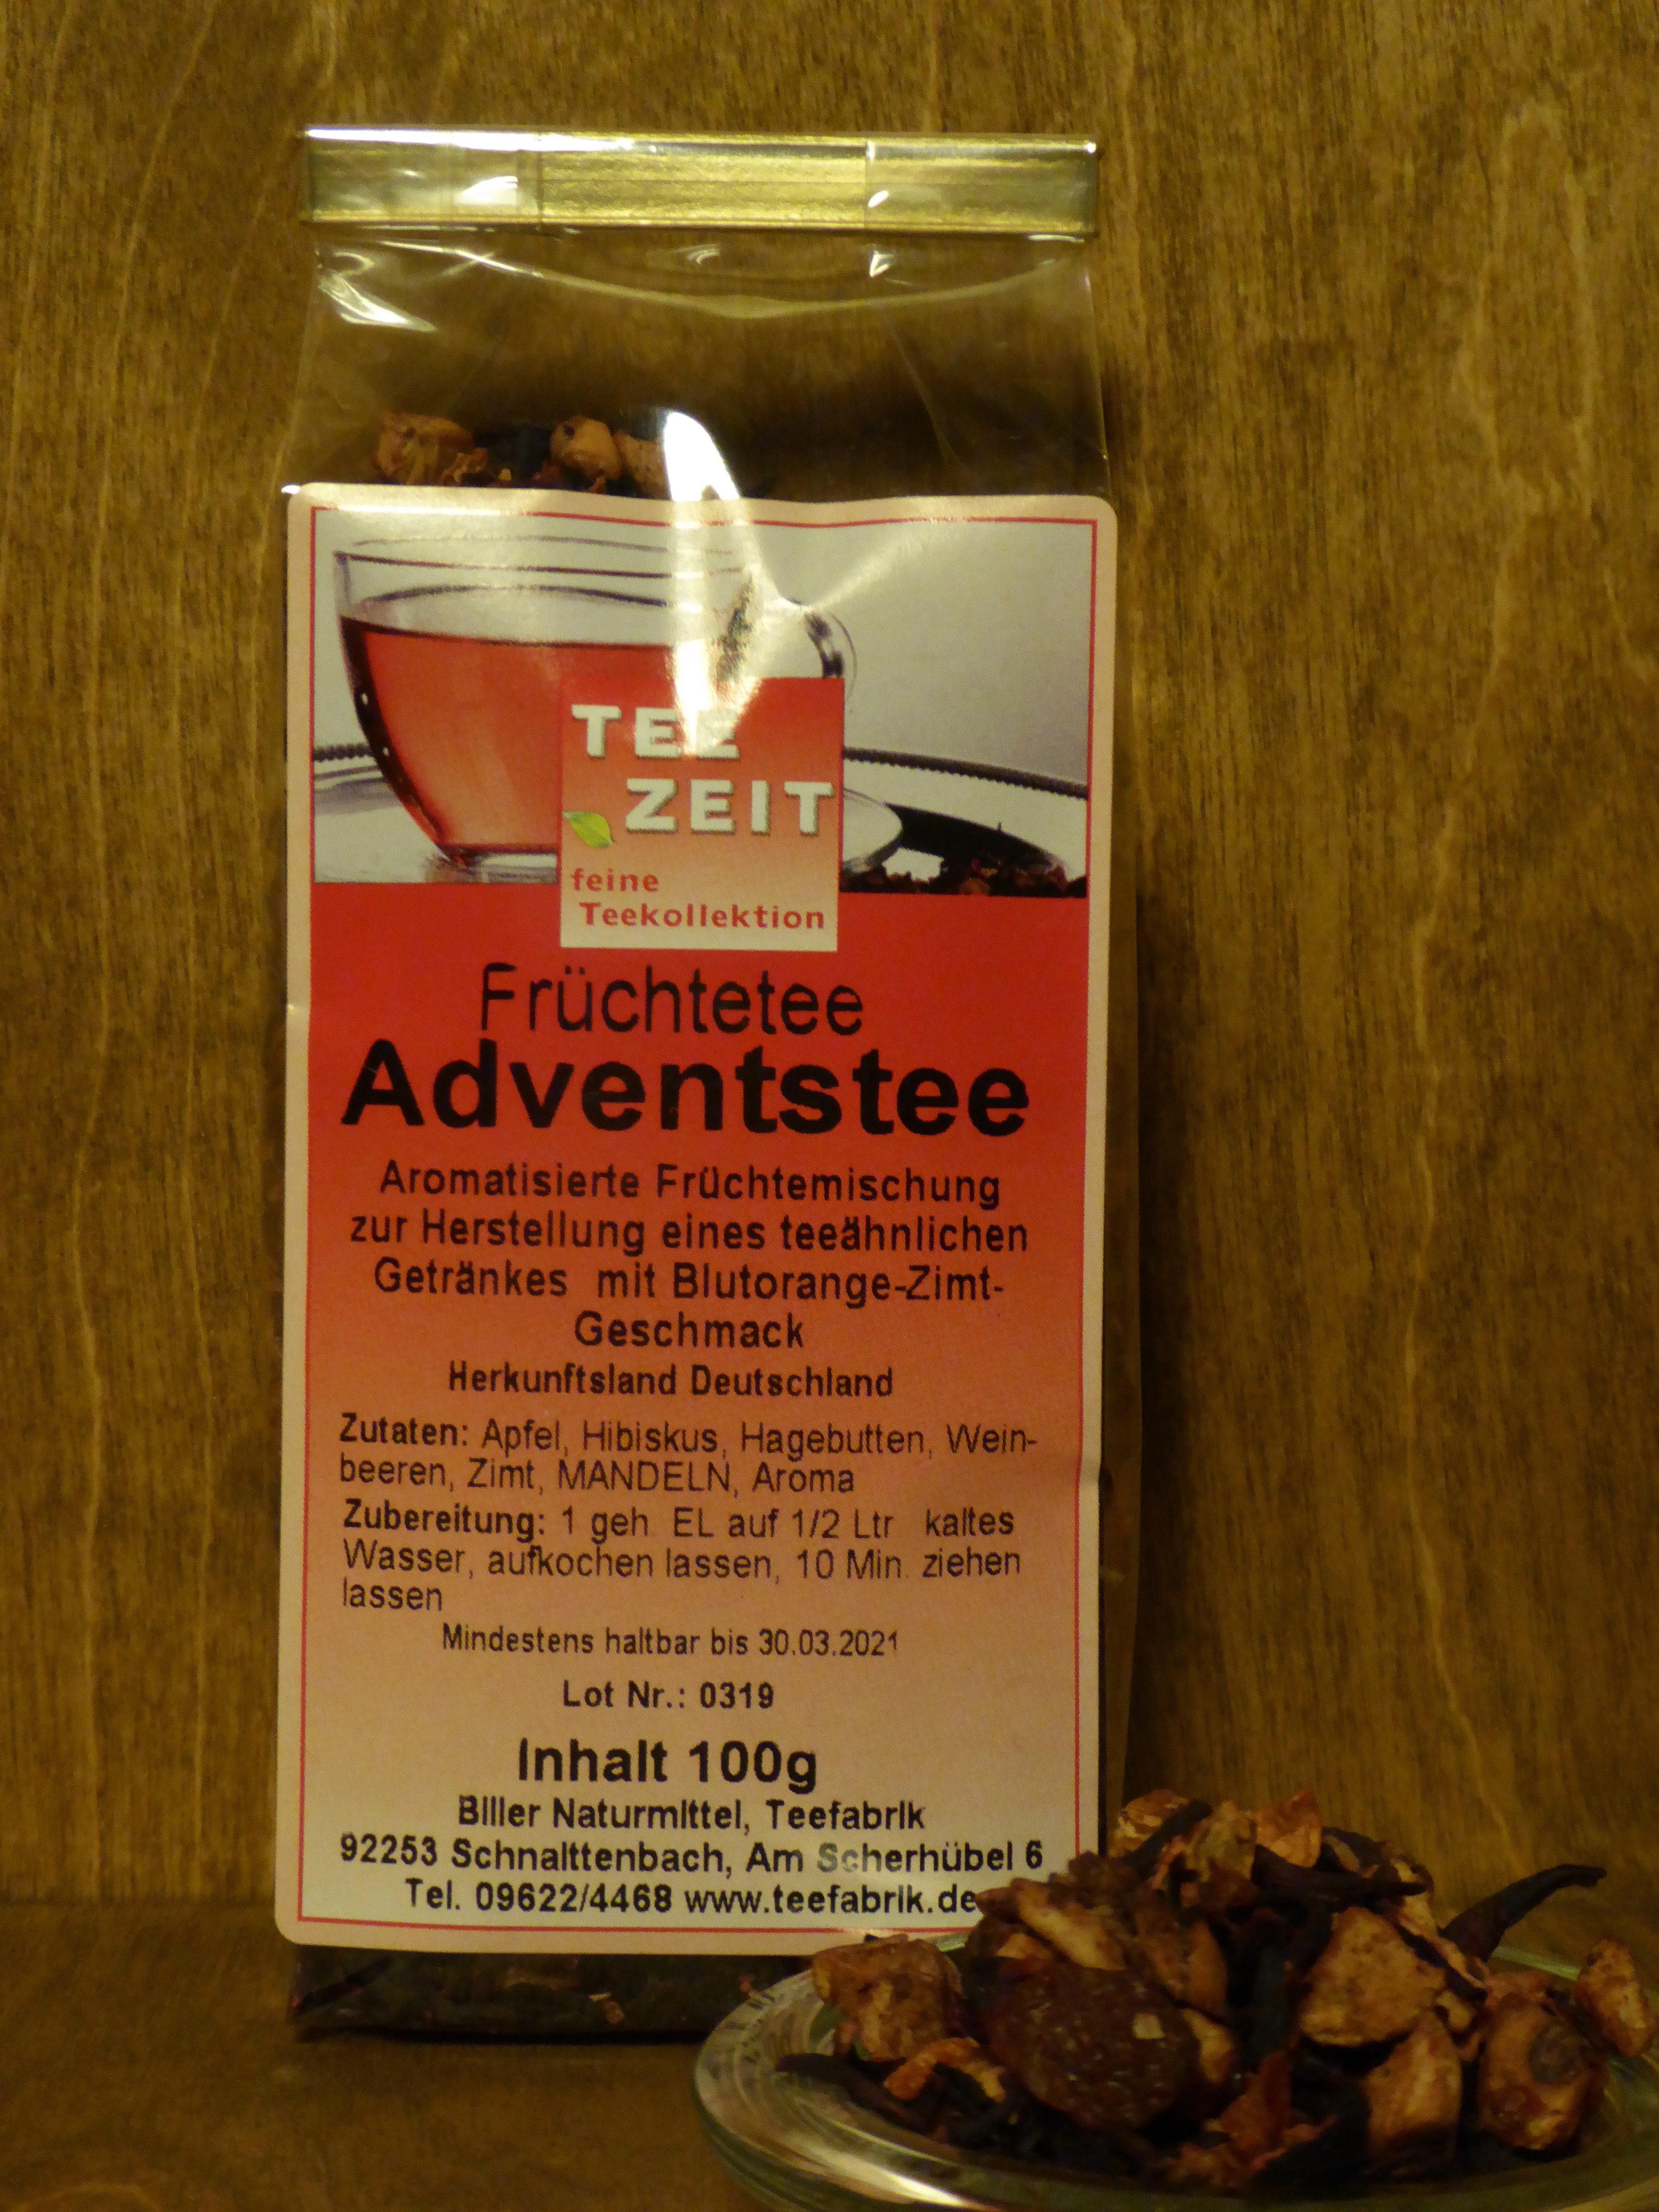 TEE
ZEIT
feine
Teekollektion
Früchtetee
Adventstee
Aromatisierte Früchtemischung
zur Herstellung eines teeähnlichen
Getränkes mit Blutorange-Zimt-
Geschmack
Herkunftsland Deutschland
Zutaten: Apfel, Hibiskus, Hagebutten, Wein-
beeren, Zimt, MANDELN, Aroma
Zubereitung: 1 geh. EL auf 1/2 Ltr kaltes
Wasser, aufkochen lassen, 10 Min. ziehen
lassen
Mindestens haltbar bis 30.03.2021
Lot Nr.: 0319
Inhalt 100g
Biller Naturmittel, Teefabrik
92253 Schnaittenbach, Am Scherhübel 6
Tel. 09622/4468 www.teefabrik.de